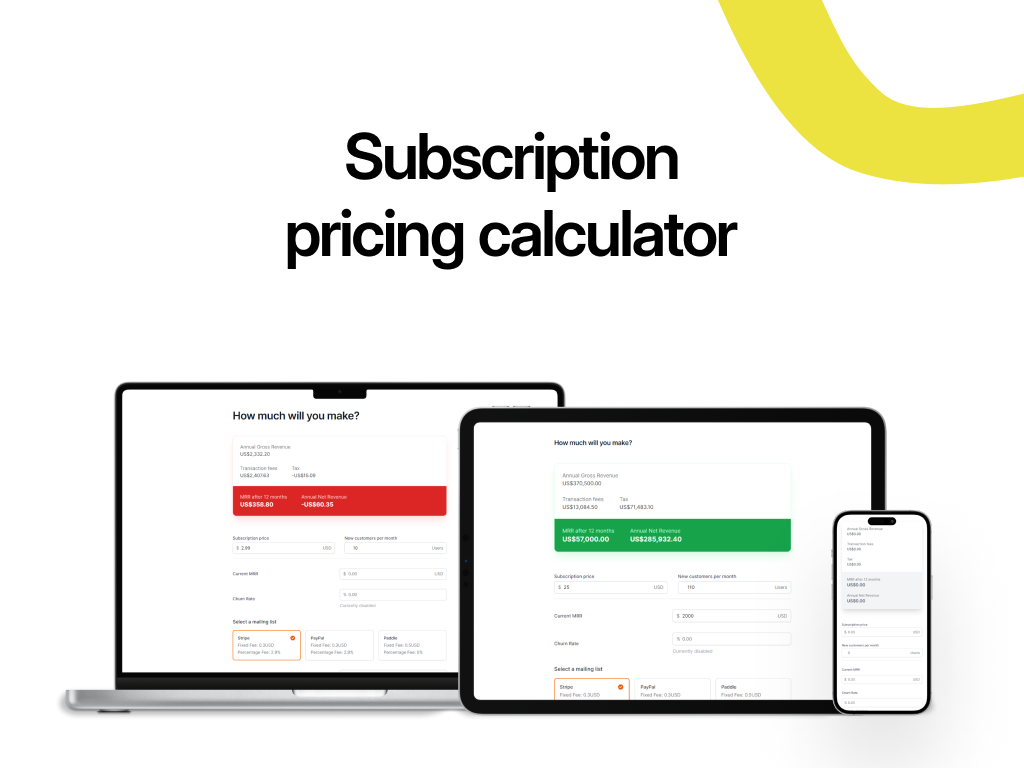 Subscription
pricing calculator
How much will you make?
Annual Gross Revenue
US$2,332.20
Transaction fees Tax
US$2,407.63 -US$15.09
MRR after 12 months Annual Net Revenue
US$358.80 -US$60.35
Subscription price New customers per month
$ 2.99 USD 10 Users
Current MRR $ 0.00 USD
Churn Rate % 0.00
Currently disabled
Select a mailing list
Stripe PayPal Paddle
Fixed Fee: 0.3USD Fixed Fee: 0.3USD Fixed Fee: 0.5USD
Percentage Fee: 2.9% Percentage Fee: 2.9% Percentage Fee: 5%
How much will you make?
Annual Gross Revenue
US$370,500.00
Transaction fees Tax
US$13,084.50 US$71,483.10
MRR after 12 months Annual Net Revenue
US$57,000.00 US$285,932.40
Subscription price New customers per month
$ 25 USD 110 Users
Current MRR $ 2000 USD
Churn Rate % 0.00
Currently disabled
Select a mailing list
Stripe PayPal Paddle
Fixed Fee: 0.3USD Fixed Fee: 0.3USD Fixed Fee: 0.5USD
Annual Gross Revenue
US$0.00
Transaction fees
US$0.00
Tax
US$0.00
MRR after 12 months
US$0.00
Annual Net Revenue
US$0.00
Subscription price
$ 0.00 USD
New customers per month
0 Users
Current MRR
$ 0.00 USD
Churn Rate
% 0.00